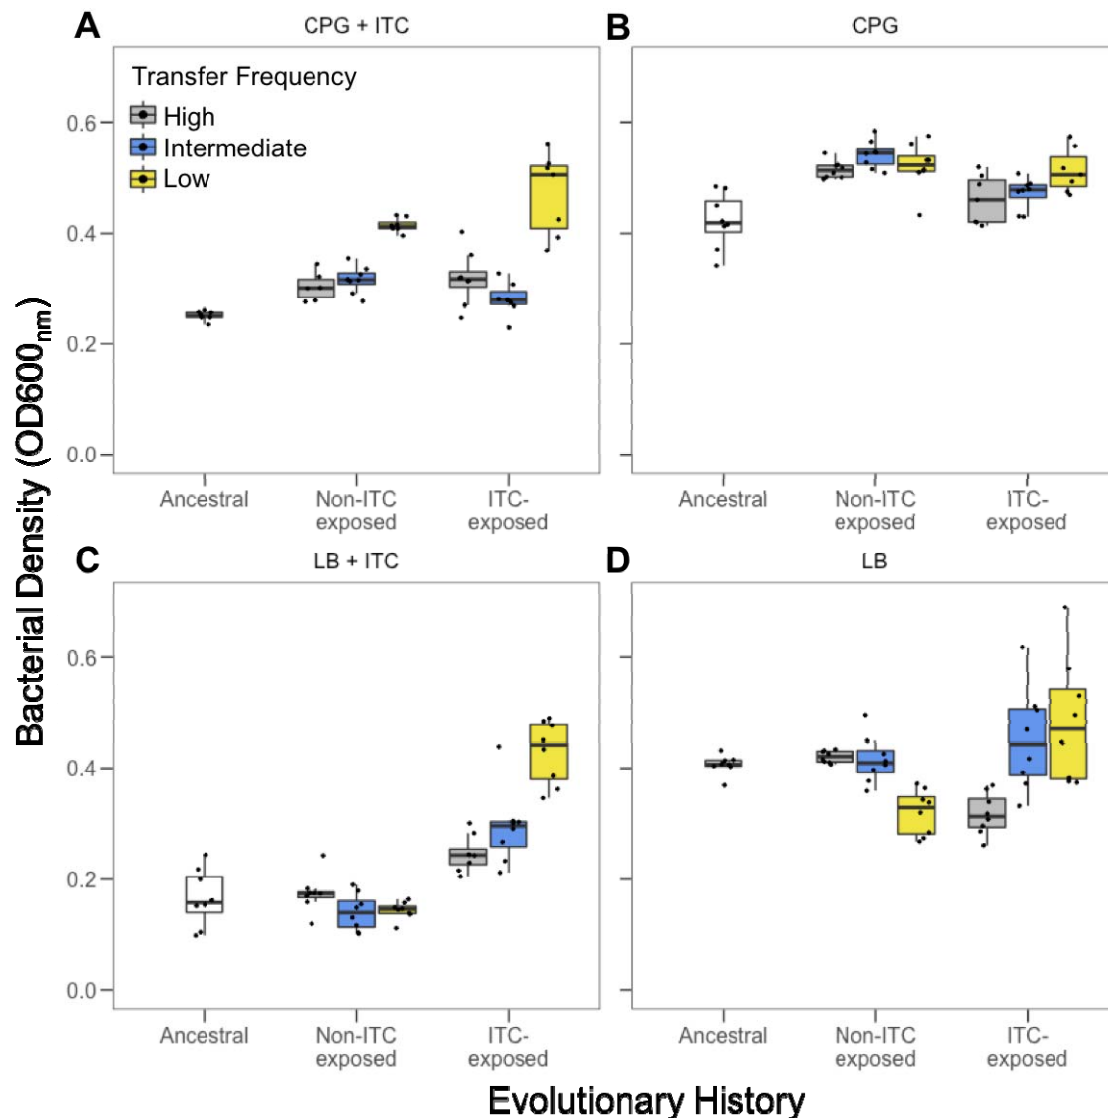 A
CPG + ITC
B
CPG
Transfer Frequency
High
Intermediate
Low
0.6
0.4
0.2
0.0
Ancestral
Non-ITC
exposed
ITC-
exposed
Ancestral
Non-ITC
exposed
ITC-
exposed
C
LB + ITC
D
LB
0.6
0.4
0.2
0.0
Ancestral
Non-ITC
exposed
ITC-
exposed
Ancestral
Non-ITC
exposed
ITC-
exposed
Bacterial Density (OD600nm)
Evolutionary History